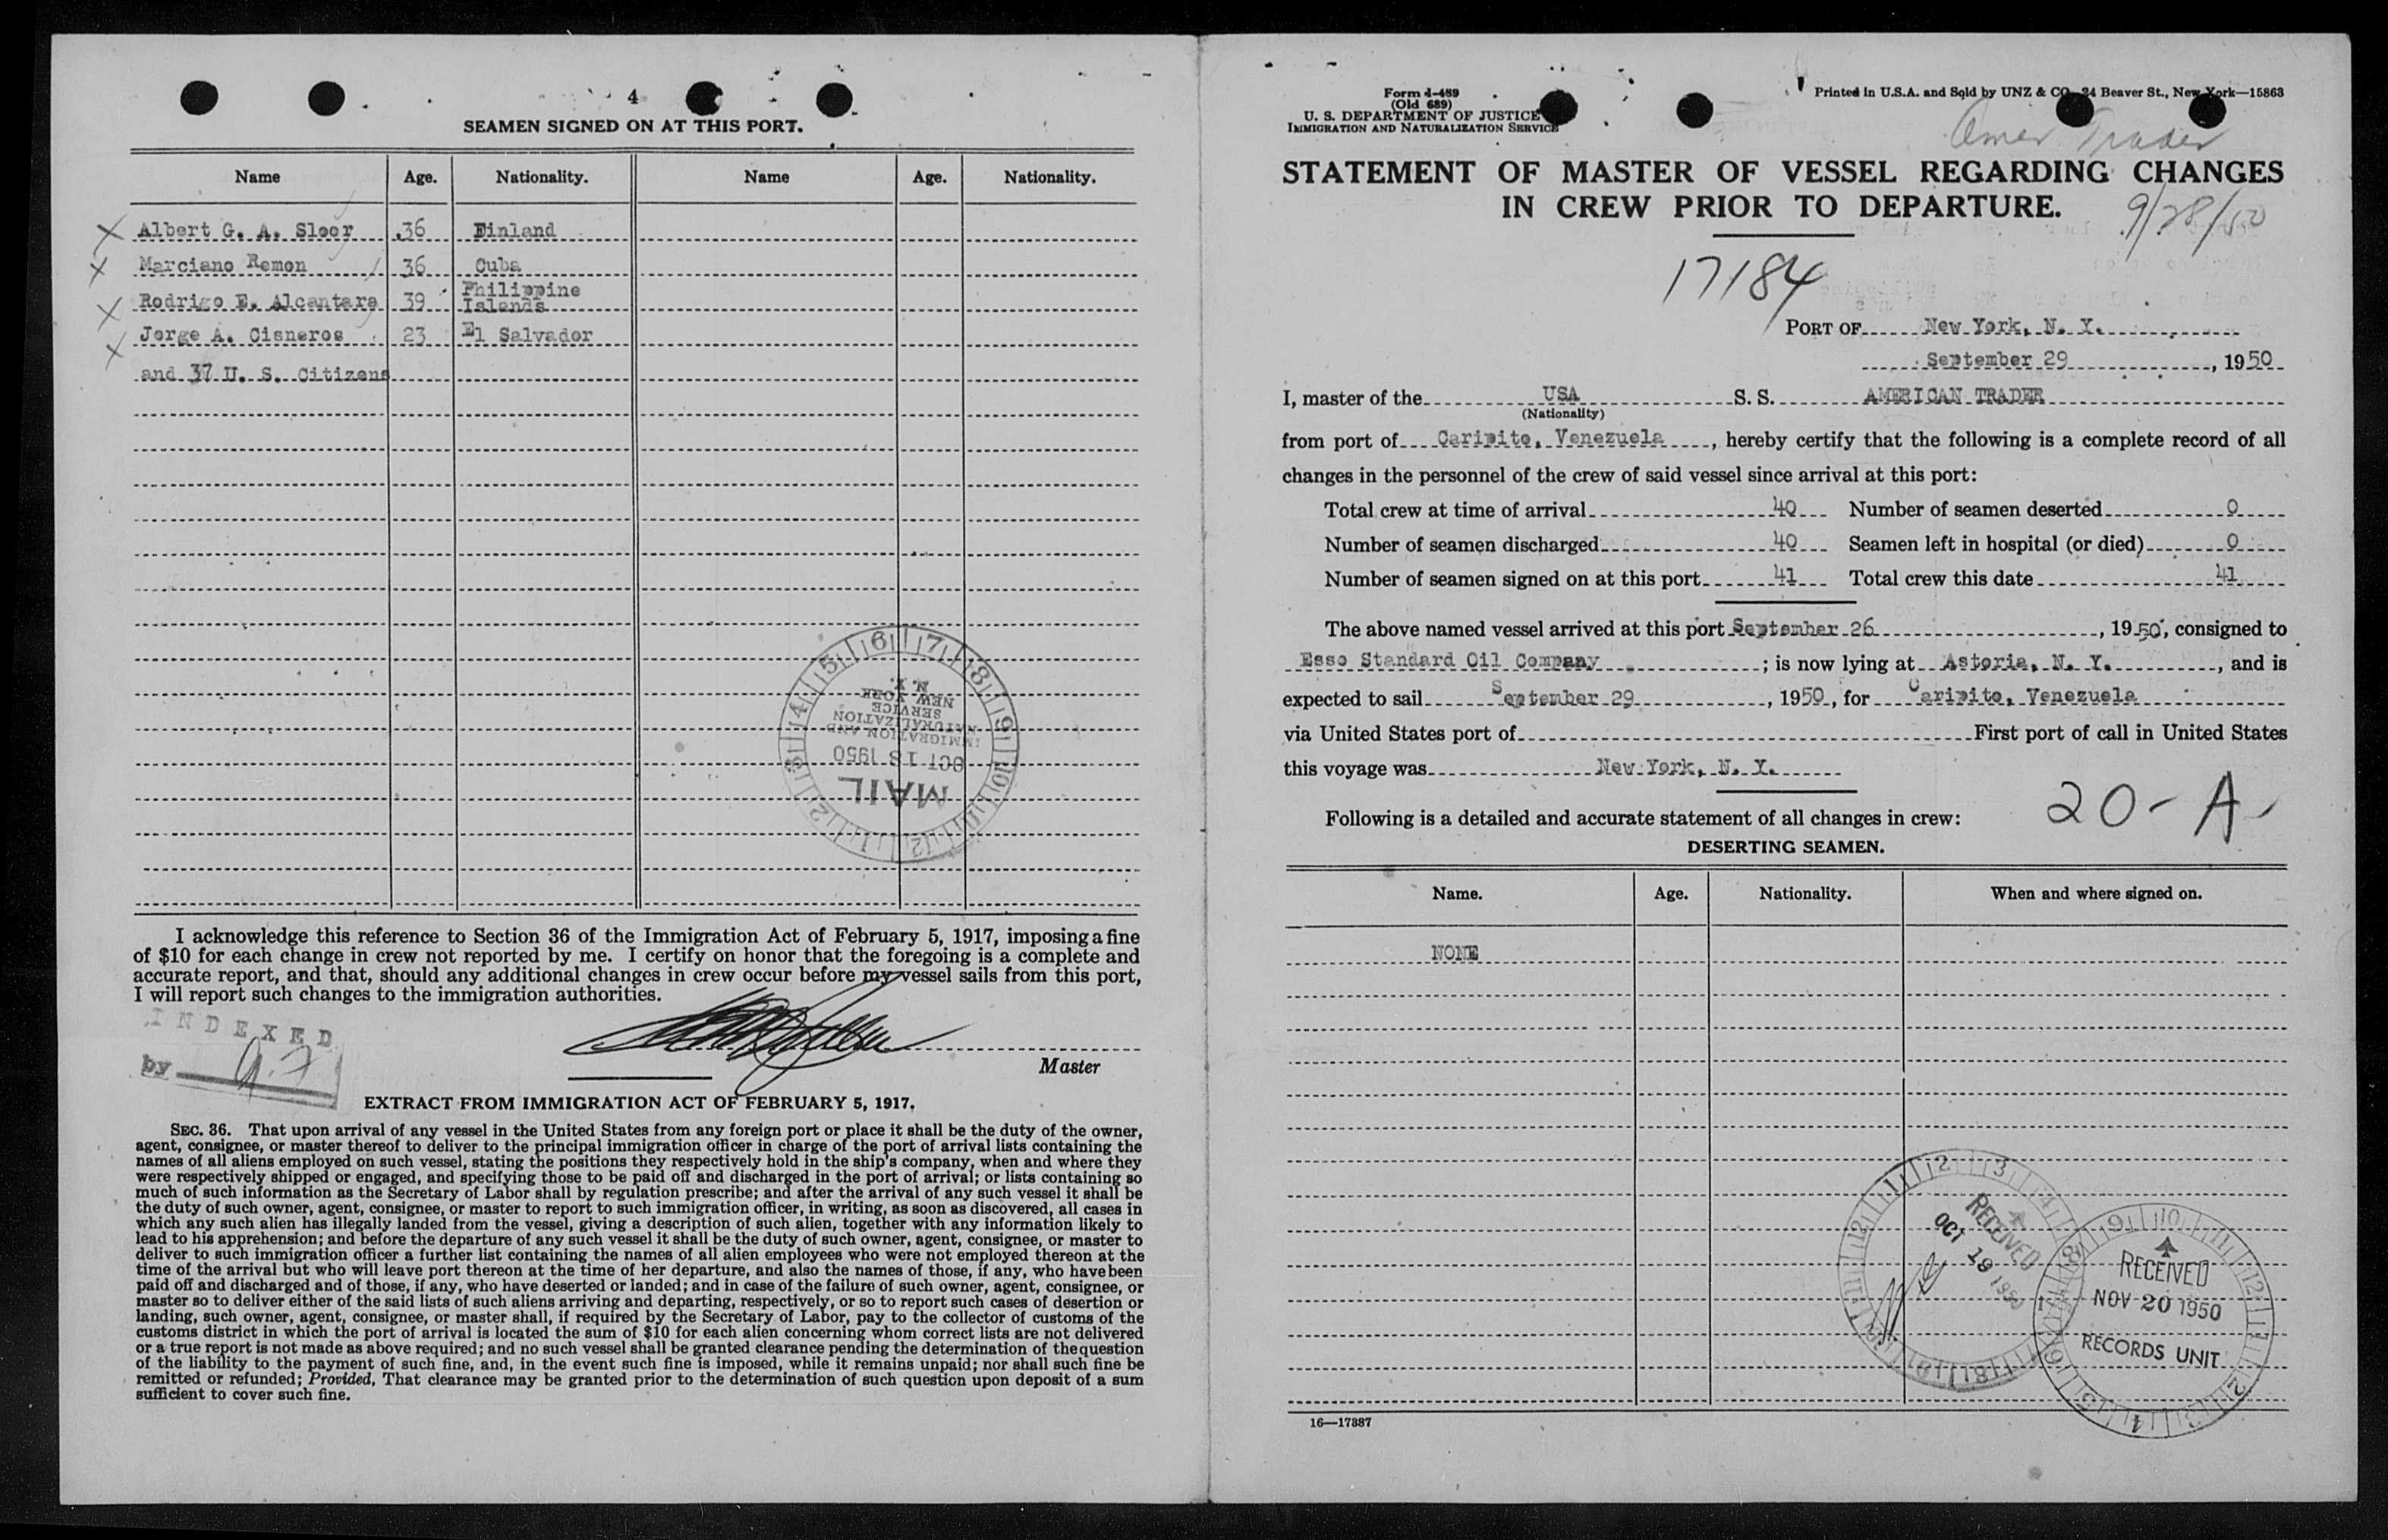 4
SEAMEN SIGNED ON AT THIS PORT.
Name Age. Nationality. Name Age. Nationality.
Albert G. A. Sloor 36 Finland
Marciano Remon 36 Cuba
Rodrigo E. Alcantara 39 Philippine Islands
Jorge A. Cisneros 23 El Salvador
and 37 U. S. Citizens
6 7 8 9 10 11 12 1 2 3 4 5
N. Y.
NEW YORK
SERVICE
NATURALIZATION
IMMIGRATION AND
OCT 18 1950
MAIL
I acknowledge this reference to Section 36 of the Immigration Act of February 5, 1917, imposing a fine
of $10 for each change in crew not reported by me. I certify on honor that the foregoing is a complete and
accurate report, and that, should any additional changes in crew occur before my vessel sails from this port,
I will report such changes to the immigration authorities.
INDEXED
by
Master
EXTRACT FROM IMMIGRATION ACT OF FEBRUARY 5, 1917.
SEC. 36. That upon arrival of any vessel in the United States from any foreign port or place it shall be the duty of the owner,
agent, consignee, or master thereof to deliver to the principal immigration officer in charge of the port of arrival lists containing the
names of all aliens employed on such vessel, stating the positions they respectively hold in the ship's company, when and where they
were respectively shipped or engaged, and specifying those to be paid off and discharged in the port of arrival; or lists containing so
much of such information as the Secretary of Labor shall by regulation prescribe; and after the arrival of any such vessel it shall be
the duty of such owner, agent, consignee, or master to report to such immigration officer, in writing, as soon as discovered, all cases in
which any such alien has illegally landed from the vessel, giving a description of such alien, together with any information likely to
lead to his apprehension; and before the departure of any such vessel it shall be the duty of such owner, agent, consignee, or master to
deliver to such immigration officer a further list containing the names of all alien employees who were not employed thereon at the
time of the arrival but who will leave port thereon at the time of her departure, and also the names of those, if any, who have been
paid off and discharged and of those, if any, who have deserted or landed; and in case of the failure of such owner, agent, consignee, or
master so to deliver either of the said lists of such aliens arriving and departing, respectively, or so to report such cases of desertion or
landing, such owner, agent, consignee, or master shall, if required by the Secretary of Labor, pay to the collector of customs of the
customs district in which the port of arrival is located the sum of $10 for each alien concerning whom correct lists are not delivered
or a true report is not made as above required; and no such vessel shall be granted clearance pending the determination of the question
of the liability to the payment of such fine, and, in the event such fine is imposed, while it remains unpaid; nor shall such fine be
remitted or refunded; Provided, That clearance may be granted prior to the determination of such question upon deposit of a sum
sufficient to cover such fine.
Form I-489
(Old 689)
U. S. DEPARTMENT OF JUSTICE
IMMIGRATION AND NATURALIZATION SERVICE
Printed in U.S.A. and Sold by UNZ & CO. 24 Beaver St., New York—15863
Amer Trader
STATEMENT OF MASTER OF VESSEL REGARDING CHANGES
IN CREW PRIOR TO DEPARTURE.
9/28/50
17184
PORT OF New York, N. Y.
September 29, 1950
I, master of the USA S. S. AMERICAN TRADER
(Nationality)
from port of Caripito, Venezuela, hereby certify that the following is a complete record of all
changes in the personnel of the crew of said vessel since arrival at this port:
Total crew at time of arrival 40 Number of seamen deserted 0
Number of seamen discharged 40 Seamen left in hospital (or died) 0
Number of seamen signed on at this port 41 Total crew this date 41
The above named vessel arrived at this port September 26, 1950, consigned to
Esso Standard Oil Company; is now lying at Astoria, N. Y., and is
expected to sail September 29, 1950, for Caripito, Venezuela
via United States port of First port of call in United States
this voyage was New York, N. Y.
20-A
Following is a detailed and accurate statement of all changes in crew:
DESERTING SEAMEN.
Name. Age. Nationality. When and where signed on.
NONE
RECEIVED
OCT 19 1950
RECEIVED
NOV 20 1950
RECORDS UNIT
16—17887